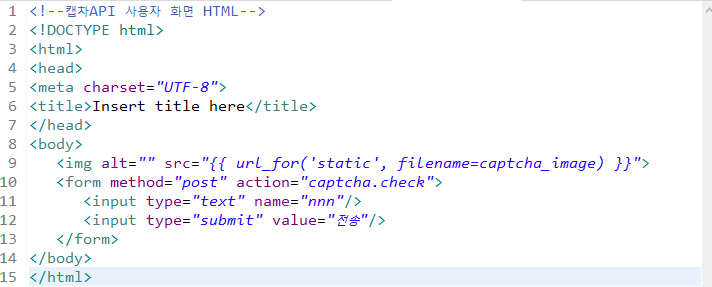 1 <!--캡차API 사용자 화면 HTML-->
2 <!DOCTYPE html>
3 <html>
4 <head>
5 <meta charset="UTF-8">
6 <title>Insert title here</title>
7 </head>
8 <body>
9 <img alt="" src="{{ url_for('static', filename=captcha_image) }}">
10 <form method="post" action="captcha.check">
11 <input type="text" name="nnn"/>
12 <input type="submit" value="전송"/>
13 </form>
14 </body>
15 </html>